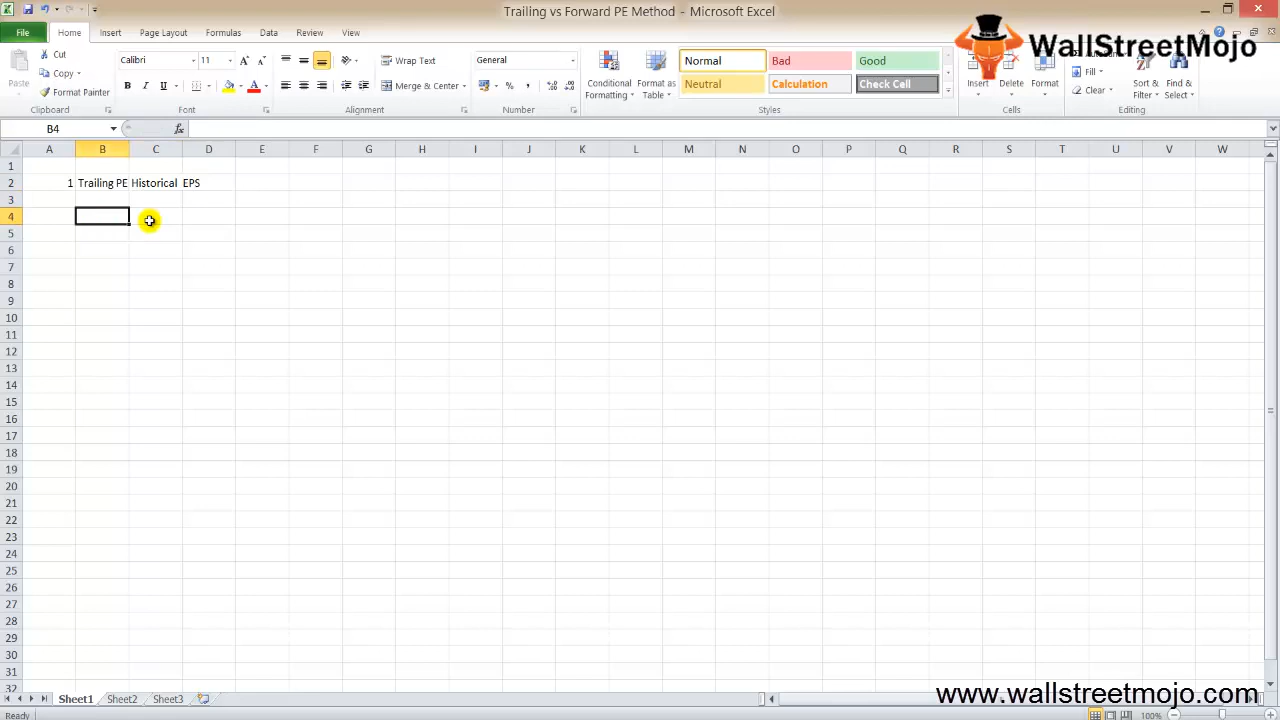 Trailing vs Forward PE Method - Microsoft Excel
File Home Insert Page Layout Formulas Data Review View
WallStreetMojo
Paste Cut Copy Format Painter
Calibri 11 A A Wrap Text General
B I U A Merge & Center % , 
Conditional Formatting Format as Table
Normal Bad Good
Neutral Calculation Check Cell
Insert Delete Format
Fill Clear Sort & Filter Find & Select
Clipboard Font Alignment Number Styles Cells Editing
B4 fx
A B C D E F G H I J K L M N O P Q R S T U V W
1
2 1 Trailing PE Historical EPS
3
4
5
6
7
8
9
10
11
12
13
14
15
16
17
18
19
20
21
22
23
24
25
26
27
28
29
30
31
32
Sheet1 Sheet2 Sheet3
www.wallstreetmojo.com
Ready 100%